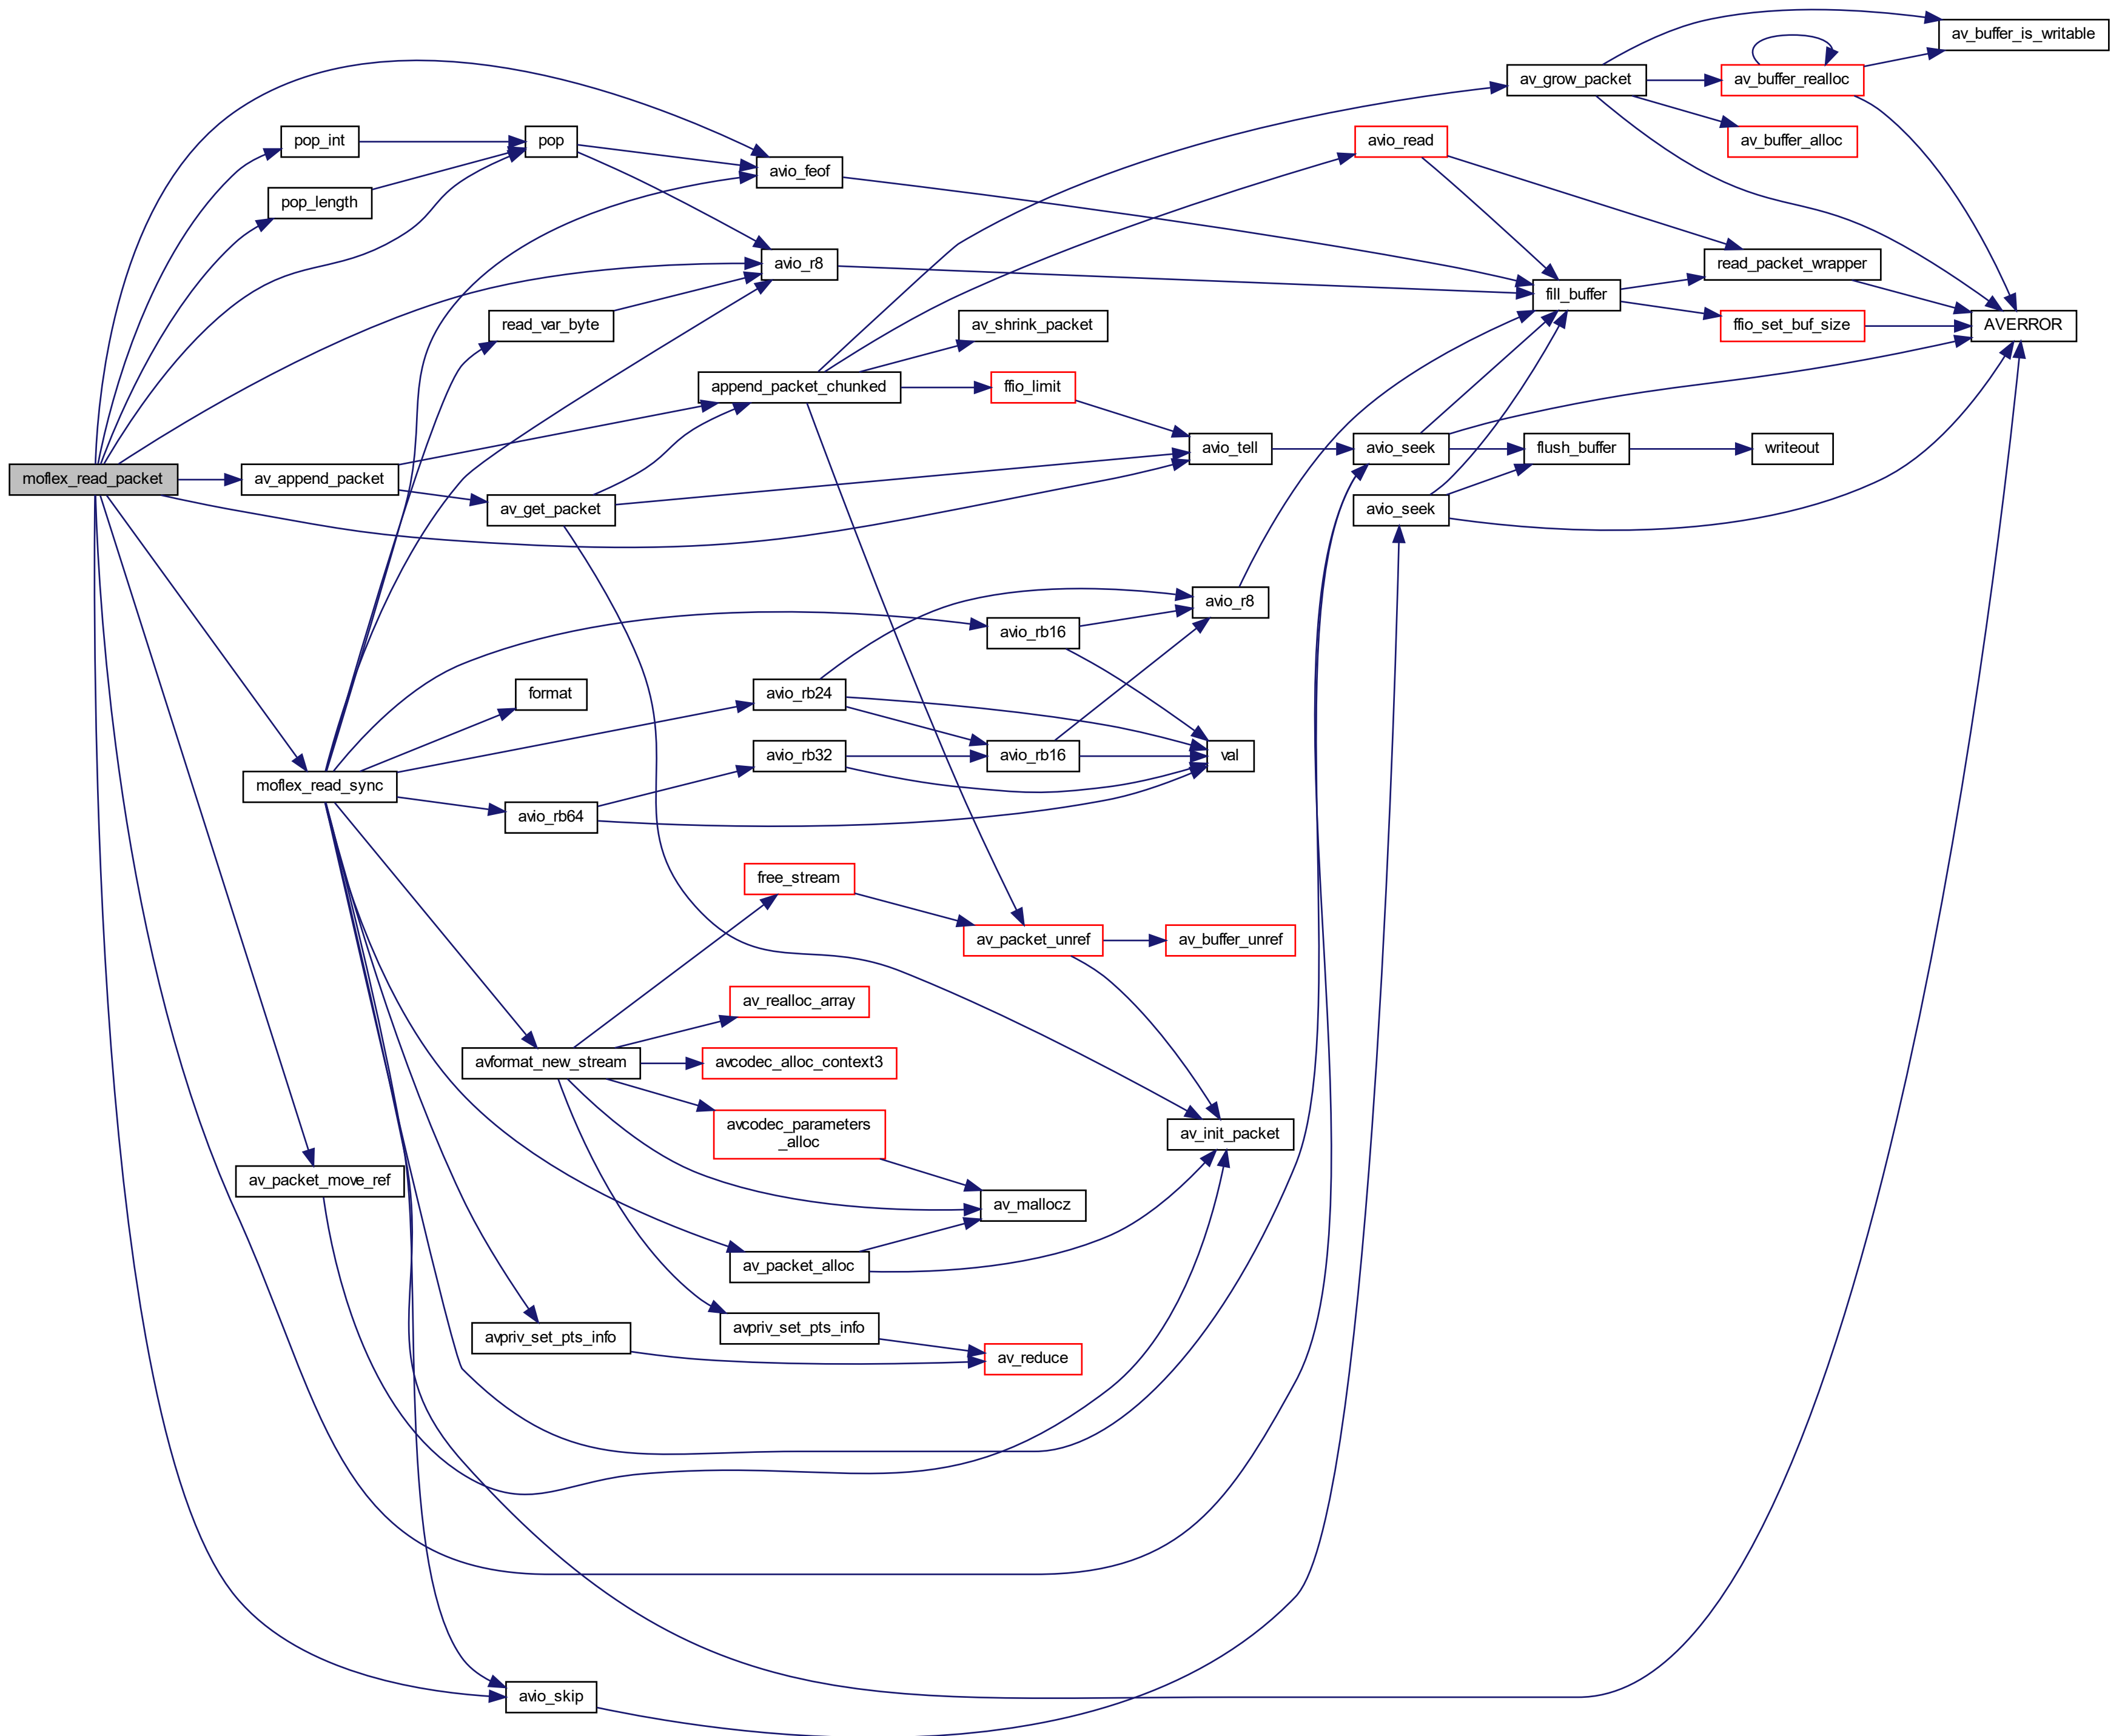 av_buffer_is_writable
av_grow_packet
av_buffer_realloc
pop_int
pop
avio_read
av_buffer_alloc
avio_feof
pop_length
avio_r8
read_packet_wrapper
fill_buffer
read_var_byte
av_shrink_packet
ffio_set_buf_size
AVERROR
append_packet_chunked
ffio_limit
avio_tell
avio_seek
flush_buffer
writeout
moflex_read_packet
av_append_packet
av_get_packet
avio_seek
avio_r8
avio_rb16
format
avio_rb24
moflex_read_sync
avio_rb32
avio_rb16
val
avio_rb64
free_stream
av_packet_unref
av_buffer_unref
av_realloc_array
avformat_new_stream
avcodec_alloc_context3
avcodec_parameters
_alloc
av_init_packet
av_packet_move_ref
av_mallocz
av_packet_alloc
avpriv_set_pts_info
avpriv_set_pts_info
av_reduce
avio_skip